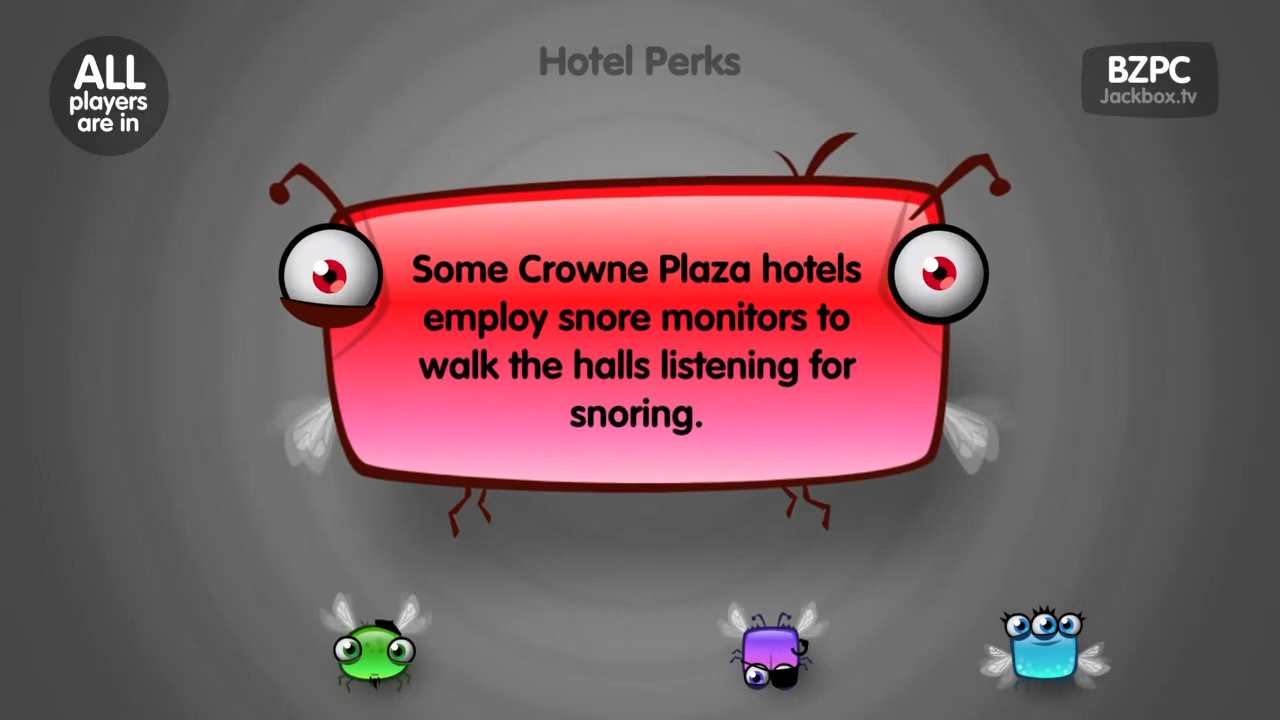 ALL
players
are in
Hotel Perks
BZPC
Jackbox.tv
Some Crowne Plaza hotels
employ snore monitors to
walk the halls listening for
snoring.